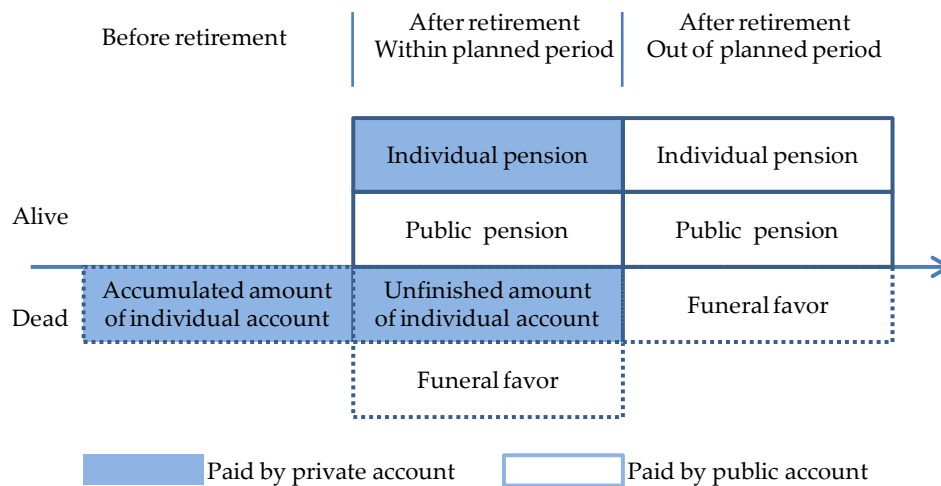 Before retirement
After retirement
Within planned period
After retirement
Out of planned period
Individual pension
Individual pension
Alive
Public pension
Public pension
Dead
Accumulated amount
of individual account
Unfinished amount
of individual account
Funeral favor
Funeral favor
Paid by private account
Paid by public account